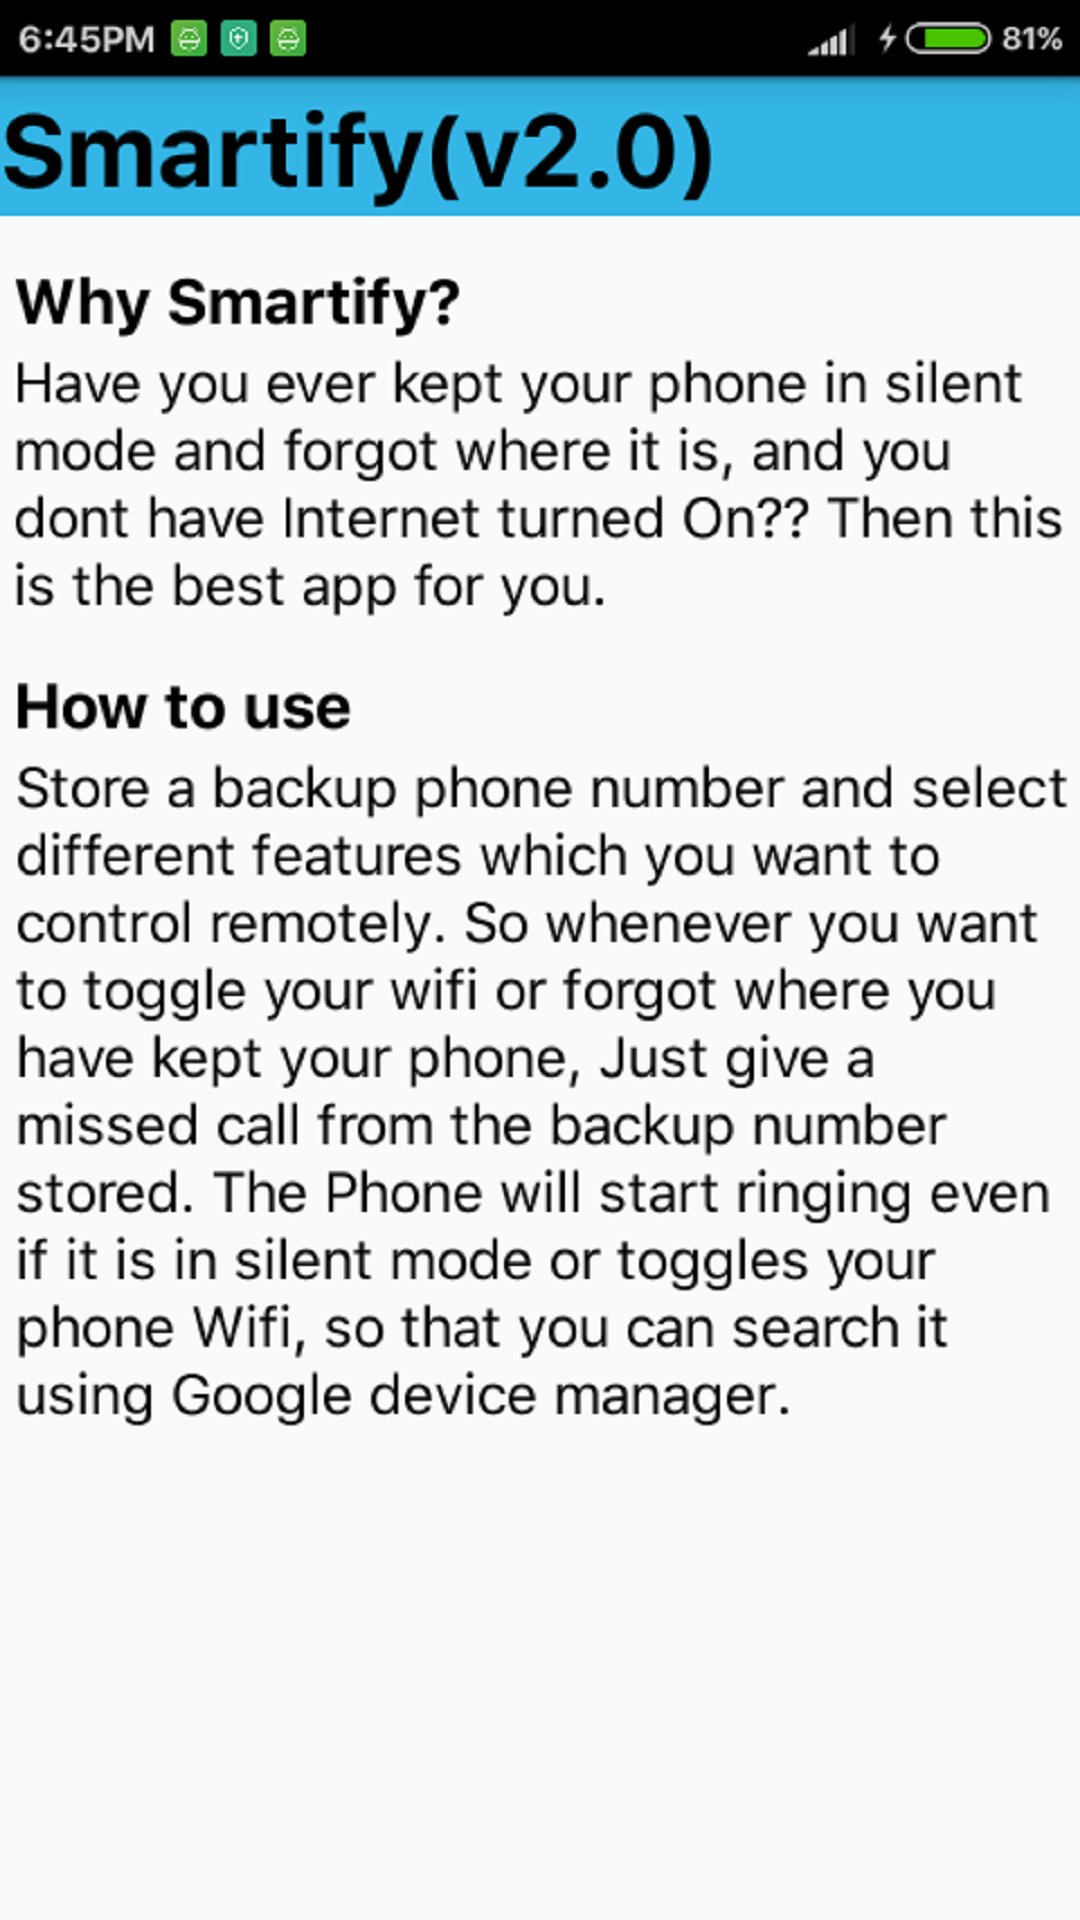 6:45PM
81%
Smartify(v2.0)
Why Smartify?
Have you ever kept your phone in silent
mode and forgot where it is, and you
dont have Internet turned On?? Then this
is the best app for you.
How to use
Store a backup phone number and select
different features which you want to
control remotely. So whenever you want
to toggle your wifi or forgot where you
have kept your phone, Just give a
missed call from the backup number
stored. The Phone will start ringing even
if it is in silent mode or toggles your
phone Wifi, so that you can search it
using Google device manager.